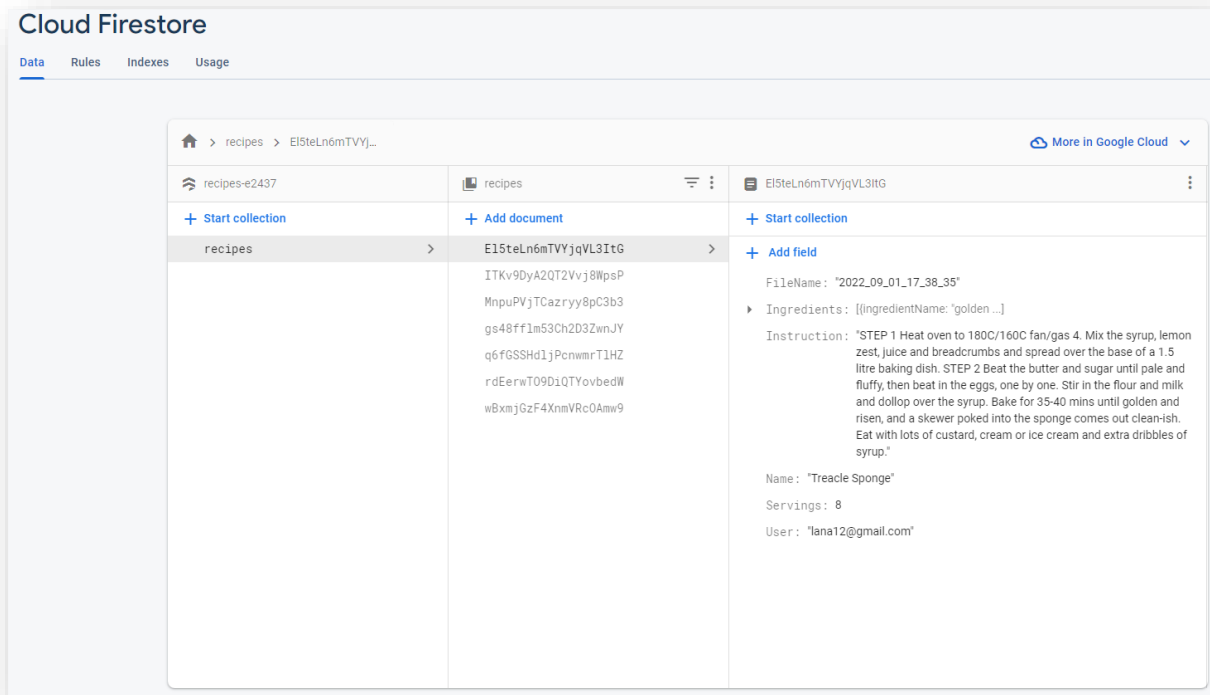 Cloud Firestore
Data Rules Indexes Usage
recipes El5teLn6mTVYj...
More in Google Cloud
recipes-e2437
recipes
El5teLn6mTVYjqVL3ItG
Start collection
Add document
Start collection
recipes
El5teLn6mTVYjqVL3ItG
ITKv9DyA2QT2Vvj8WpsP
MnpuPVjTCazryy8pC3b3
gs48fflm53Ch2D3ZwnJY
q6fGSSHdljPcnwmrTlHZ
rdEerwTO9DiQTYovbedW
wBxmjGzF4XnmVRcOAmw9
Add field
FileName: "2022_09_01_17_38_35"
Ingredients: [{ingredientName: "golden ...]
Instruction: "STEP 1 Heat oven to 180C/160C fan/gas 4. Mix the syrup, lemon
zest, juice and breadcrumbs and spread over the base of a 1.5
litre baking dish. STEP 2 Beat the butter and sugar until pale and
fluffy, then beat in the eggs, one by one. Stir in the flour and milk
and dollop over the syrup. Bake for 35-40 mins until golden and
risen, and a skewer poked into the sponge comes out clean-ish.
Eat with lots of custard, cream or ice cream and extra dribbles of
syrup."
Name: "Treacle Sponge"
Servings: 8
User: "lana12@gmail.com"